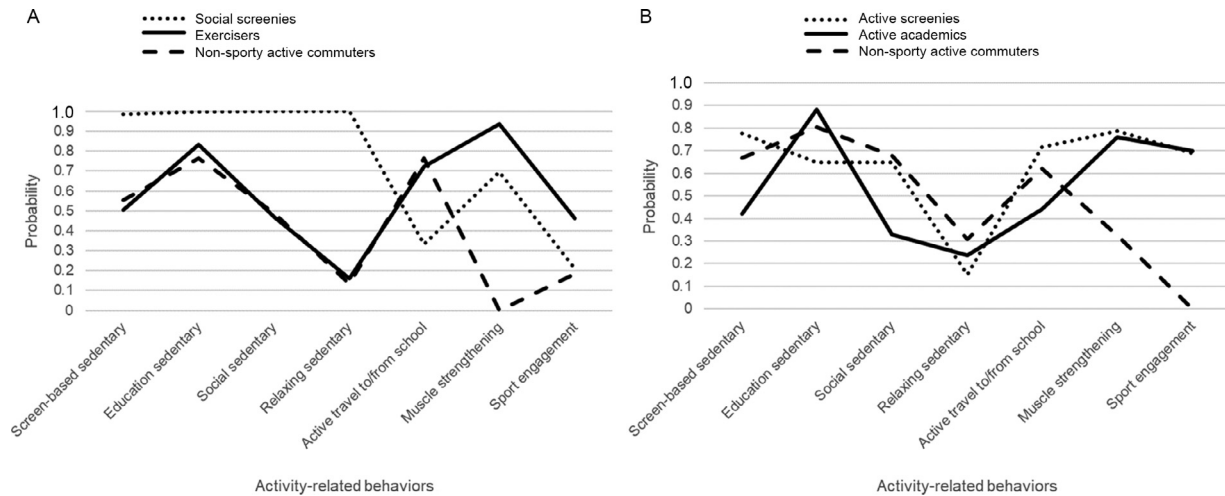 A
Social screenies
Exercisers
Non-sporty active commuters
1.0
0.9
0.8
0.7
0.6
0.5
0.4
0.3
0.2
0.1
0
Probability
Screen-based sedentary
Education sedentary
Social sedentary
Relaxing sedentary
Active travel to/from school
Muscle strengthening
Sport engagement
Activity-related behaviors
B
Active screenies
Active academics
Non-sporty active commuters
1.0
0.9
0.8
0.7
0.6
0.5
0.4
0.3
0.2
0.1
0
Probability
Screen-based sedentary
Education sedentary
Social sedentary
Relaxing sedentary
Active travel to/from school
Muscle strengthening
Sport engagement
Activity-related behaviors